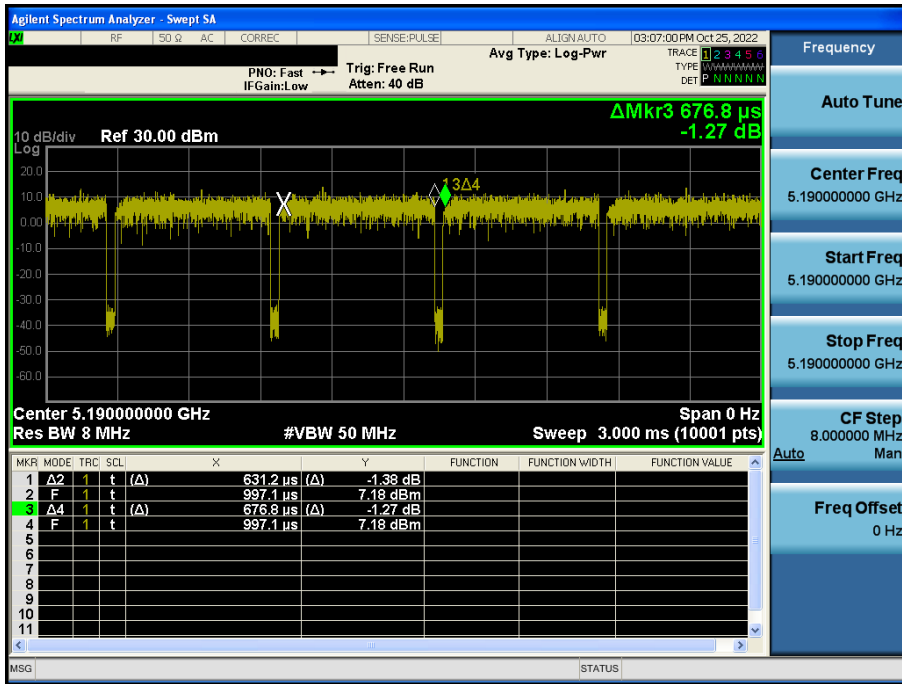 Agilent Spectrum Analyzer - Swept SA
LXI RF 50 Ω AC CORREC SENSE:PULSE ALIGNAUTO 03:07:00 PM Oct 25, 2022
Avg Type: Log-Pwr TRACE 1 2 3 4 5 6
PNO: Fast Trig: Free Run TYPE WWWWWW
IFGain:Low Atten: 40 dB DET P N N N N N
ΔMkr3 676.8 µs
-1.27 dB
10 dB/div Ref 30.00 dBm
Log
20.0
10.0
0.00
-10.0
-20.0
-30.0
-40.0
-50.0
-60.0
X
1 3Δ4
Center 5.190000000 GHz Span 0 Hz
Res BW 8 MHz #VBW 50 MHz Sweep 3.000 ms (10001 pts)
MKR MODE TRC SCL X Y FUNCTION FUNCTION WIDTH FUNCTION VALUE
1 Δ2 1 t (Δ) 631.2 µs (Δ) -1.38 dB
2 F 1 t 997.1 µs 7.18 dBm
3 Δ4 1 t (Δ) 676.8 µs (Δ) -1.27 dB
4 F 1 t 997.1 µs 7.18 dBm
5
6
7
8
9
10
11
MSG STATUS
Frequency
Auto Tune
Center Freq
5.190000000 GHz
Start Freq
5.190000000 GHz
Stop Freq
5.190000000 GHz
CF Step
8.000000 MHz
Auto Man
Freq Offset
0 Hz